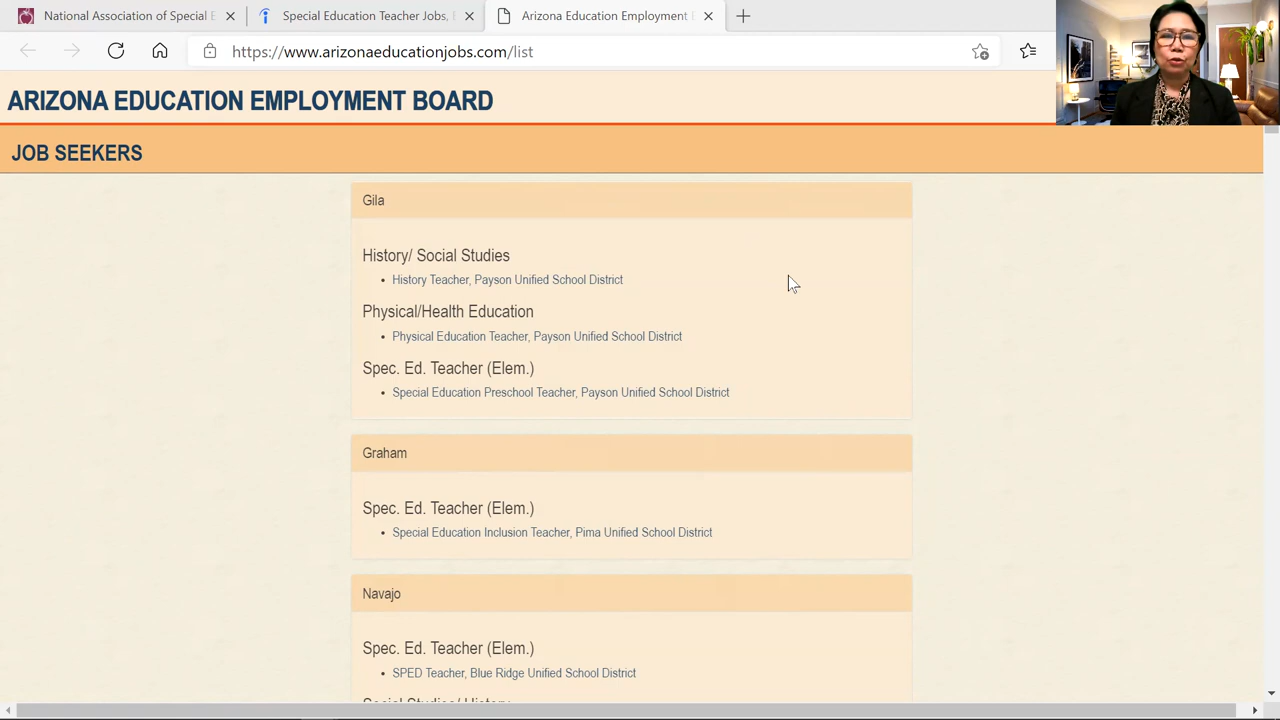 National Association of Special E
Special Education Teacher Jobs,
Arizona Education Employment
https://www.arizonaeducationjobs.com/list
ARIZONA EDUCATION EMPLOYMENT BOARD
JOB SEEKERS
Gila
History/ Social Studies
• History Teacher, Payson Unified School District
Physical/Health Education
• Physical Education Teacher, Payson Unified School District
Spec. Ed. Teacher (Elem.)
• Special Education Preschool Teacher, Payson Unified School District
Graham
Spec. Ed. Teacher (Elem.)
• Special Education Inclusion Teacher, Pima Unified School District
Navajo
Spec. Ed. Teacher (Elem.)
• SPED Teacher, Blue Ridge Unified School District
Social Studies/ History